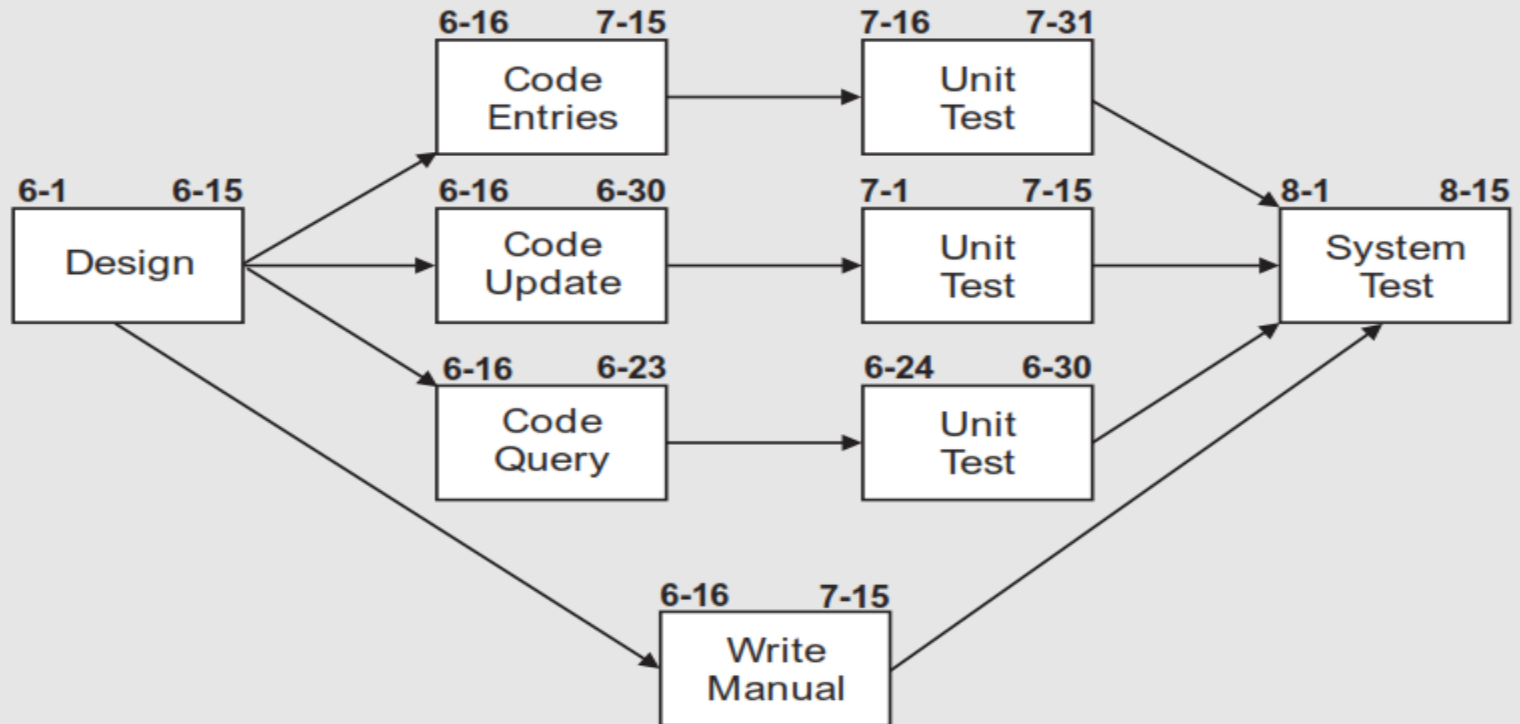 6-16 7-15
Code
Entries
7-16 7-31
Unit
Test
6-1 6-15
Design
6-16 6-30
Code
Update
7-1 7-15
Unit
Test
8-1 8-15
System
Test
6-16 6-23
Code
Query
6-24 6-30
Unit
Test
6-16 7-15
Write
Manual